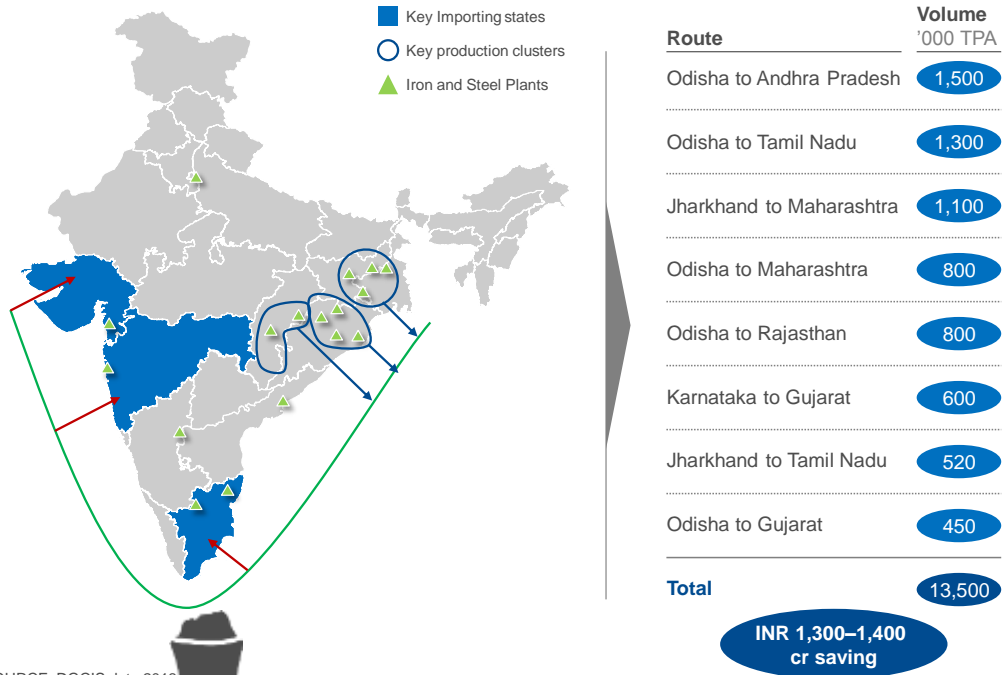 Key Importing states
Key production clusters
Iron and Steel Plants
Route
Volume
'000 TPA
Odisha to Andhra Pradesh
1,500
Odisha to Tamil Nadu
1,300
Jharkhand to Maharashtra
1,100
Odisha to Maharashtra
800
Odisha to Rajasthan
800
Karnataka to Gujarat
600
Jharkhand to Tamil Nadu
520
Odisha to Gujarat
450
Total
13,500
INR 1,300–1,400
cr saving